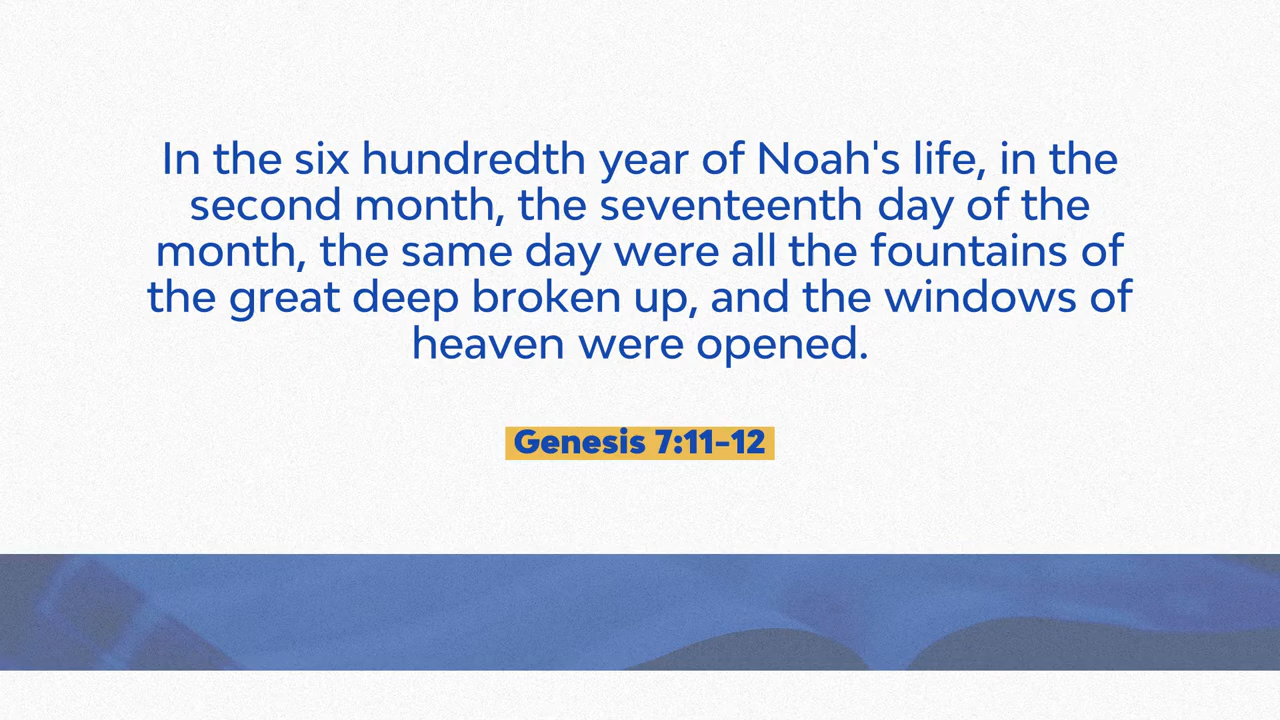 In the six hundredth year of Noah's life, in the
second month, the seventeenth day of the
month, the same day were all the fountains of
the great deep broken up, and the windows of
heaven were opened.
Genesis 7:11-12